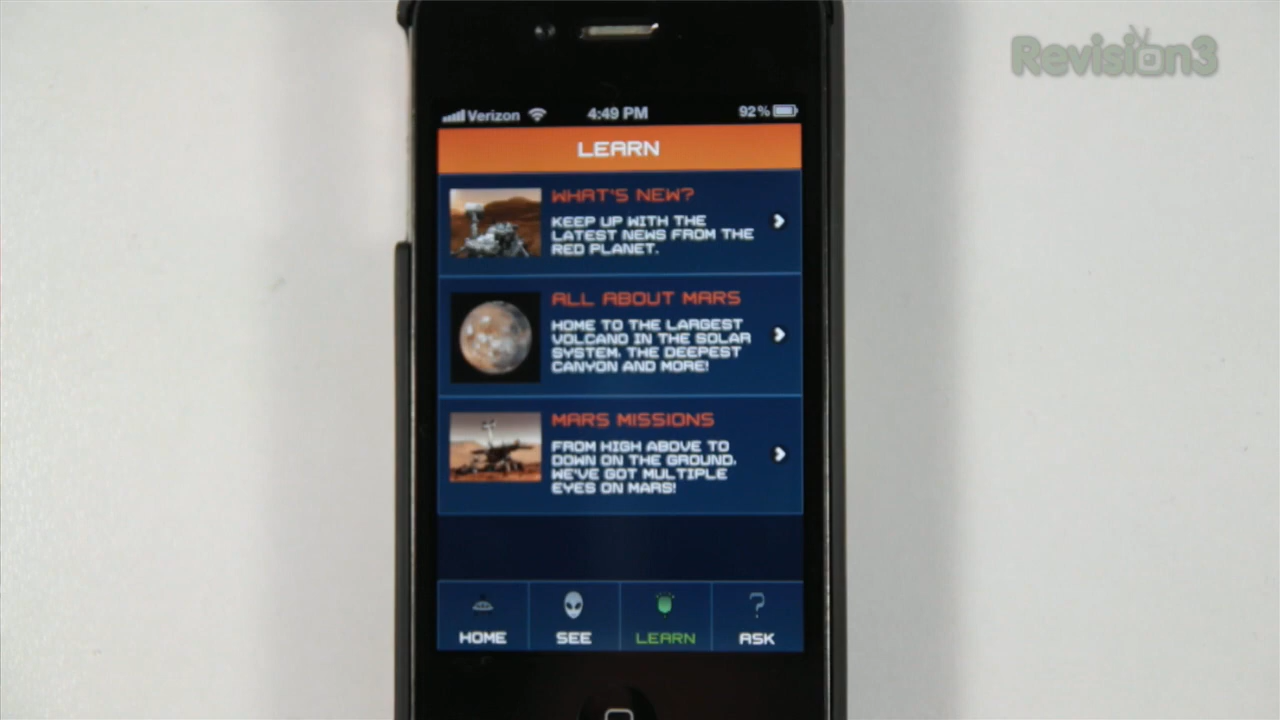 Revision3
Verizon 4:49 PM 92%
LEARN
WHAT'S NEW?
KEEP UP WITH THE
LATEST NEWS FROM THE
RED PLANET.
ALL ABOUT MARS
HOME TO THE LARGEST
VOLCANO IN THE SOLAR
SYSTEM, THE DEEPEST
CANYON AND MORE!
MARS MISSIONS
FROM HIGH ABOVE TO
DOWN ON THE GROUND,
WE'VE GOT MULTIPLE
EYES ON MARS!
HOME SEE LEARN ASK